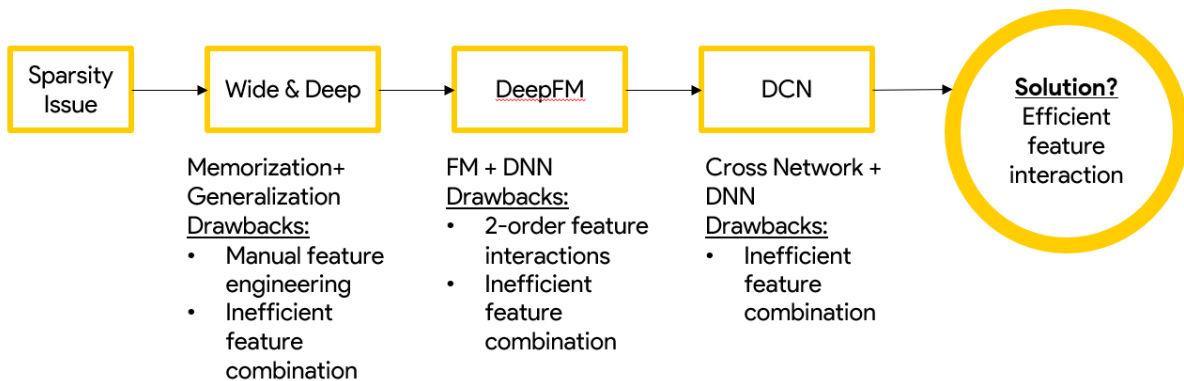 Sparsity
Issue
Wide & Deep
DeepFM
DCN
Solution?
Efficient
feature
interaction
Memorization+
Generalization
Drawbacks:
• Manual feature
engineering
• Inefficient
feature
combination
FM + DNN
Drawbacks:
• 2-order feature
interactions
• Inefficient
feature
combination
Cross Network +
DNN
Drawbacks:
• Inefficient
feature
combination